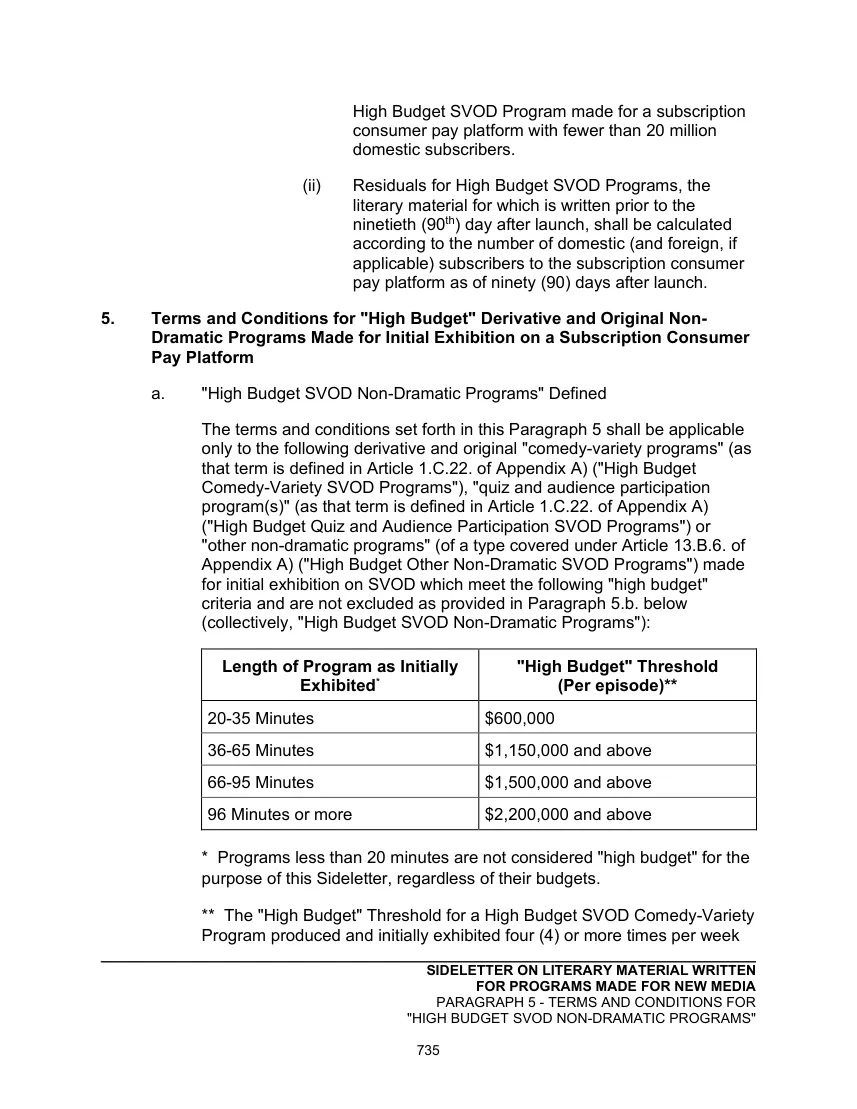 High Budget SVOD Program made for a subscription
consumer pay platform with fewer than 20 million
domestic subscribers.
(ii) Residuals for High Budget SVOD Programs, the
literary material for which is written prior to the
ninetieth (90th) day after launch, shall be calculated
according to the number of domestic (and foreign, if
applicable) subscribers to the subscription consumer
pay platform as of ninety (90) days after launch.
5. Terms and Conditions for "High Budget" Derivative and Original Non-
Dramatic Programs Made for Initial Exhibition on a Subscription Consumer
Pay Platform
a. "High Budget SVOD Non-Dramatic Programs" Defined
The terms and conditions set forth in this Paragraph 5 shall be applicable
only to the following derivative and original "comedy-variety programs" (as
that term is defined in Article 1.C.22. of Appendix A) ("High Budget
Comedy-Variety SVOD Programs"), "quiz and audience participation
program(s)" (as that term is defined in Article 1.C.22. of Appendix A)
("High Budget Quiz and Audience Participation SVOD Programs") or
"other non-dramatic programs" (of a type covered under Article 13.B.6. of
Appendix A) ("High Budget Other Non-Dramatic SVOD Programs") made
for initial exhibition on SVOD which meet the following "high budget"
criteria and are not excluded as provided in Paragraph 5.b. below
(collectively, "High Budget SVOD Non-Dramatic Programs"):
Length of Program as Initially
Exhibited*
"High Budget" Threshold
(Per episode)**
20-35 Minutes $600,000
36-65 Minutes $1,150,000 and above
66-95 Minutes $1,500,000 and above
96 Minutes or more $2,200,000 and above
* Programs less than 20 minutes are not considered "high budget" for the
purpose of this Sideletter, regardless of their budgets.
** The "High Budget" Threshold for a High Budget SVOD Comedy-Variety
Program produced and initially exhibited four (4) or more times per week
SIDELETTER ON LITERARY MATERIAL WRITTEN
FOR PROGRAMS MADE FOR NEW MEDIA
PARAGRAPH 5 - TERMS AND CONDITIONS FOR
"HIGH BUDGET SVOD NON-DRAMATIC PROGRAMS"
735